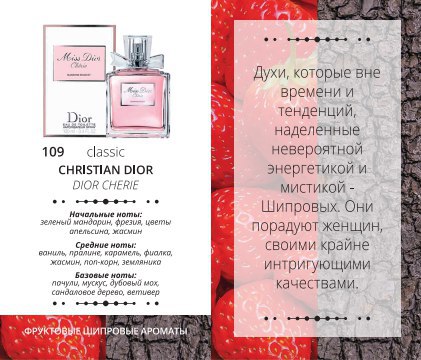 Miss Dior
Chérie
Dior
Miss Dior
Chérie
109 classic
CHRISTIAN DIOR
DIOR CHERIE
Начальные ноты:
зеленый мандарин, фрезия, цветы
апельсина, жасмин
Средние ноты:
ваниль, пралине, карамель, фиалка,
жасмин, поп-корн, земляника
Базовые ноты:
пачули, мускус, дубовый мох,
сандаловое дерево, ветивер
ФРУКТОВЫЕ ШИПРОВЫЕ АРОМАТЫ
Духи, которые вне
времени и
тенденций,
наделенные
невероятной
энергетикой и
мистикой -
Шипровых. Они
порадуют женщин,
своими крайне
интригующими
качествами.